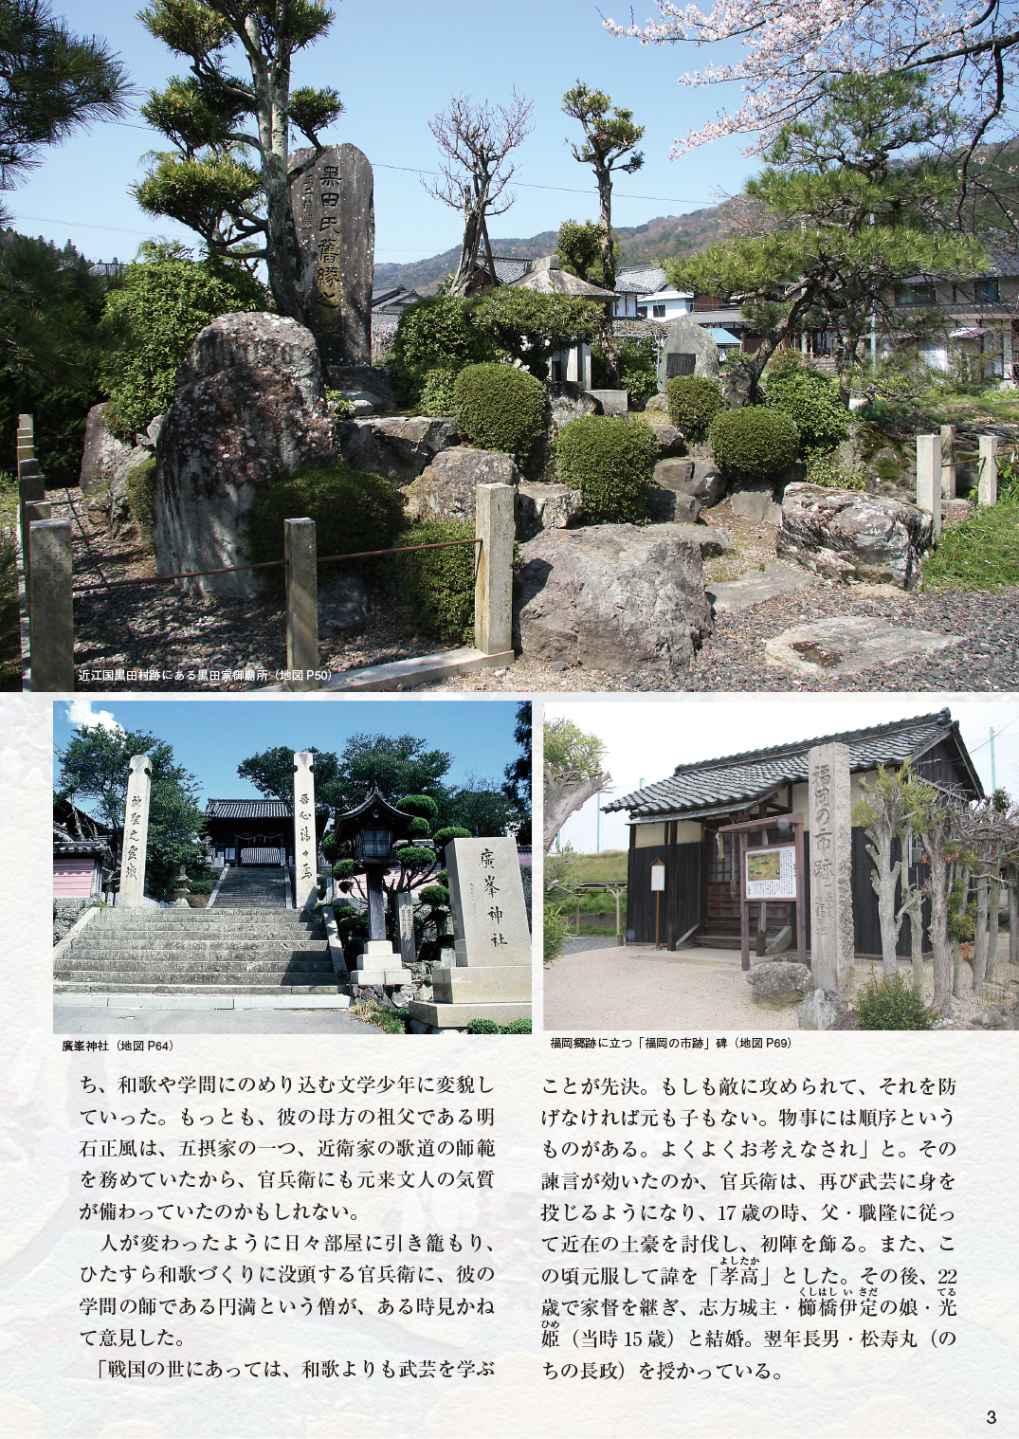 黒田氏舊縁之
近江国黒田村跡にある黒田家御廟所（地図 P50）
廣峯神社
福岡の市跡
廣峯神社（地図 P64）
福岡郷跡に立つ「福岡の市跡」碑（地図 P69）
ち、和歌や学問にのめり込む文学少年に変貌し
ていった。もっとも、彼の母方の祖父である明
石正風は、五摂家の一つ、近衛家の歌道の師範
を務めていたから、官兵衛にも元来文人の気質
が備わっていたのかもしれない。
人が変わったように日々部屋に引き籠もり、
ひたすら和歌づくりに没頭する官兵衛に、彼の
学問の師である円満という僧が、ある時見かね
て意見した。
「戦国の世にあっては、和歌よりも武芸を学ぶ
ことが先決。もしも敵に攻められて、それを防
げなければ元も子もない。物事には順序という
ものがある。よくよくお考えなされ」と。その
諫言が効いたのか、官兵衛は、再び武芸に身を
投じるようになり、17 歳の時、父・職隆に従っ
て近在の土豪を討伐し、初陣を飾る。また、こ
よしたか
の頃元服して諱を「孝高」とした。その後、22
くしはし い さだ てる
歳で家督を継ぎ、志方城主・櫛橋伊定の娘・光
ひめ
姫（当時 15 歳）と結婚。翌年長男・松寿丸（の
ちの長政）を授かっている。
3